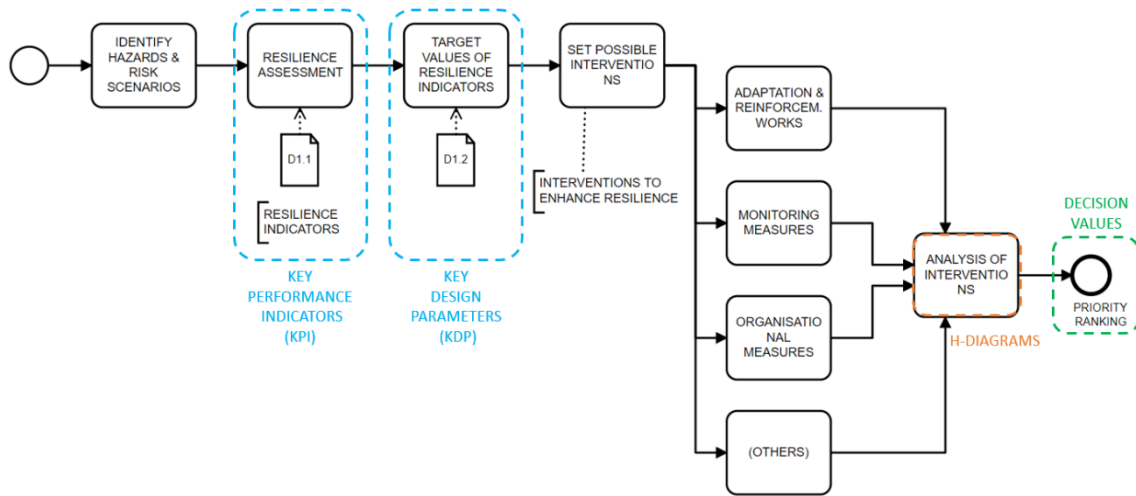 IDENTIFY
HAZARDS &
RISK
SCENARIOS
RESILIENCE
ASSESSMENT
D1.1
RESILIENCE
INDICATORS
KEY
PERFORMANCE
INDICATORS
(KPI)
TARGET
VALUES OF
RESILIENCE
INDICATORS
D1.2
KEY
DESIGN
PARAMETERS
(KDP)
SET POSSIBLE
INTERVENTIO
NS
INTERVENTIONS TO
ENHANCE RESILIENCE
ADAPTATION &
REINFORCEM.
WORKS
MONITORING
MEASURES
ORGANISATIO
NAL
MEASURES
(OTHERS)
ANALYSIS OF
INTERVENTIO
NS
H-DIAGRAMS
DECISION
VALUES
PRIORITY
RANKING